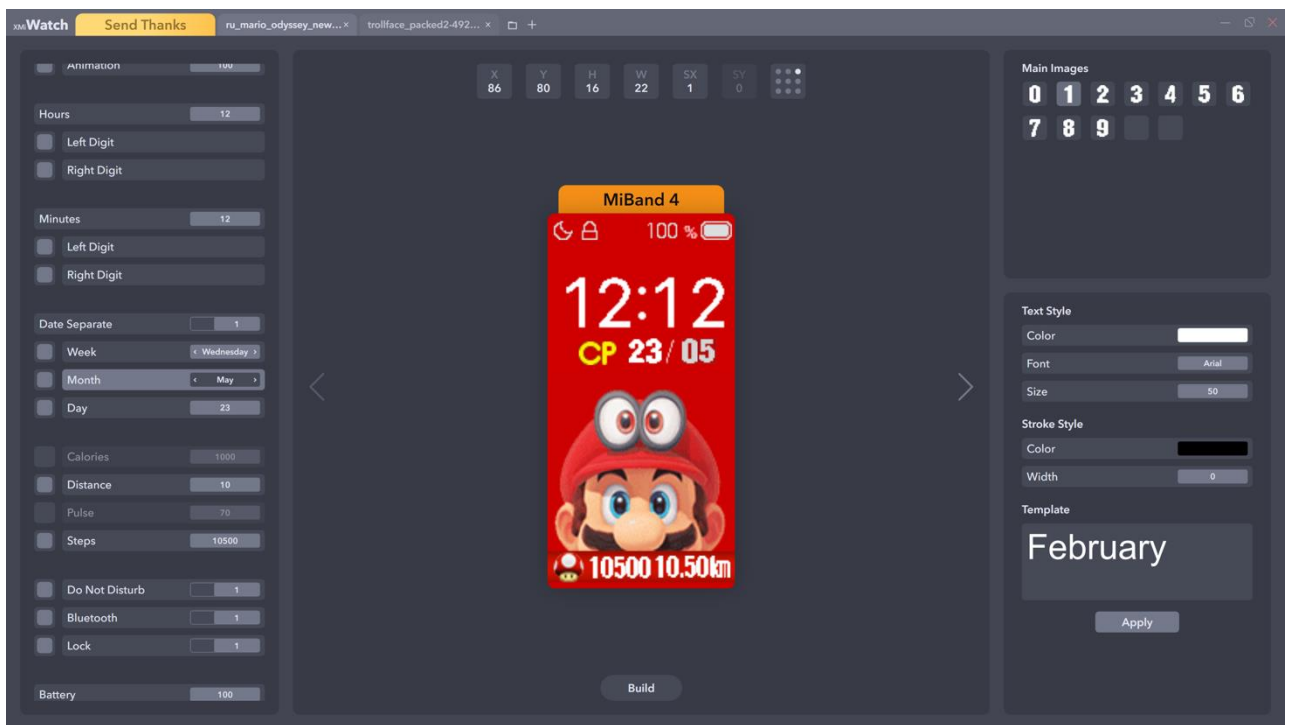 XMiWatch Send Thanks ru_mario_odyssey_new... × trollface_packed2-492... × +
Animation 100
Hours 12
Left Digit
Right Digit
Minutes 12
Left Digit
Right Digit
Date Separate 1
Week ‹ Wednesday ›
Month ‹ May ›
Day 23
Calories 1000
Distance 10
Pulse 70
Steps 10500
Do Not Disturb 1
Bluetooth 1
Lock 1
Battery 100
X Y H W SX SY
86 80 16 22 1 0
MiBand 4
100 %
12:12
СР 23/05
10500 10.50km
Build
Main Images
0 1 2 3 4 5 6
7 8 9
Text Style
Color
Font Arial
Size 50
Stroke Style
Color
Width 0
Template
February
Apply